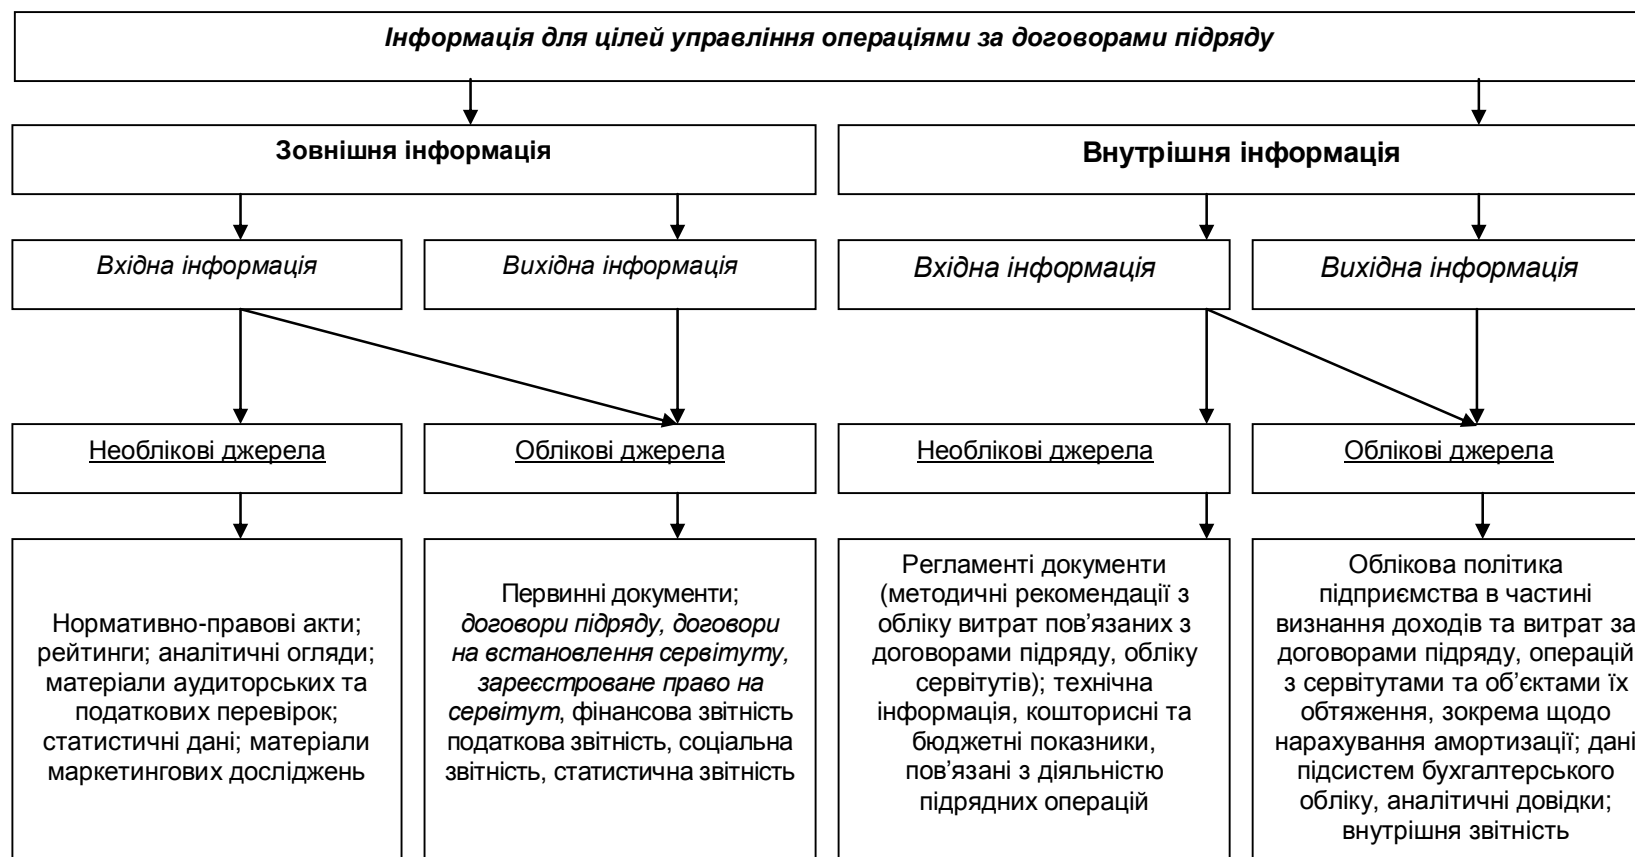 Інформація для цілей управління операціями за договорами підряду
Зовнішня інформація
Внутрішня інформація
Вхідна інформація
Вихідна інформація
Вхідна інформація
Вихідна інформація
Необлікові джерела
Облікові джерела
Необлікові джерела
Облікові джерела
Нормативно-правові акти;
рейтинги; аналітичні огляди;
матеріали аудиторських та
податкових перевірок;
статистичні дані; матеріали
маркетингових досліджень
Первинні документи;
договори підряду, договори
на встановлення сервітуту,
зареєстроване право на
сервітут, фінансова звітність
податкова звітність, соціальна
звітність, статистична звітність
Регламенті документи
(методичні рекомендації з
обліку витрат пов’язаних з
договорами підряду, обліку
сервітутів); технічна
інформація, кошторисні та
бюджетні показники,
пов’язані з діяльністю
підрядних операцій
Облікова політика
підприємства в частині
визнання доходів та витрат за
договорами підряду, операцій
з сервітутами та об’єктами їх
обтяження, зокрема щодо
нарахування амортизації; дані
підсистем бухгалтерського
обліку, аналітичні довідки;
внутрішня звітність